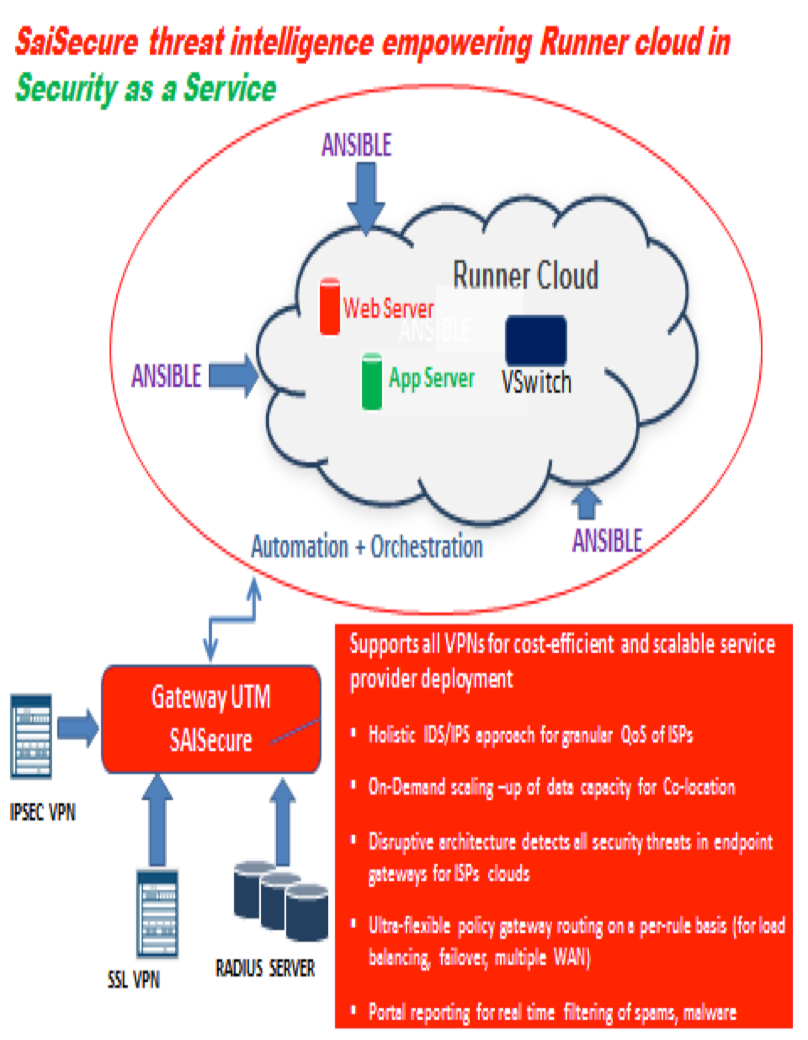 SaiSecure threat intelligence empowering Runner cloud in
Security as a Service
ANSIBLE
Runner Cloud
Web Server
ANSIBLE
App Server
VSwitch
ANSIBLE
Automation + Orchestration
ANSIBLE
Supports all VPNs for cost-efficient and scalable service
provider deployment
Gateway UTM
SAISecure
▪ Holistic IDS/IPS approach for granular QoS of ISPs
▪ On-Demand scaling –up of data capacity for Co-location
IPSEC VPN
▪ Disruptive architecture detects all security threats in endpoint
gateways for ISPs clouds
▪ Ultra-flexible policy gateway routing on a per-rule basis (for load
balancing, failover, multiple WAN)
SSL VPN
RADIUS SERVER
▪ Portal reporting for real time filtering of spams, malware